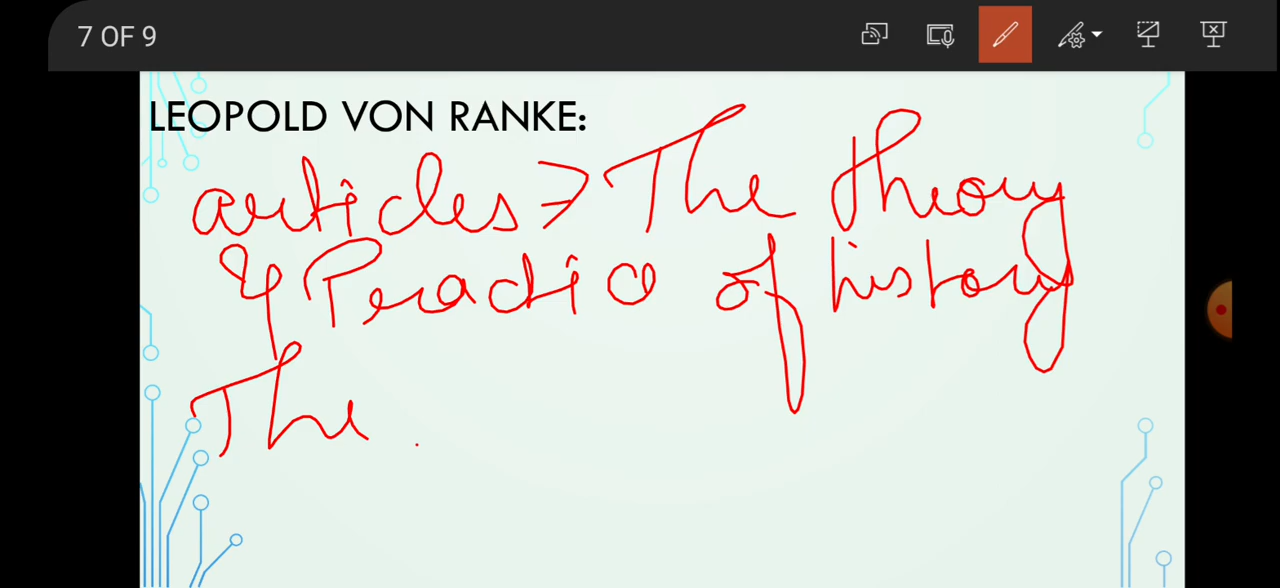 7 OF 9
LEOPOLD VON RANKE:
articles → The theory
& Practice of history
The